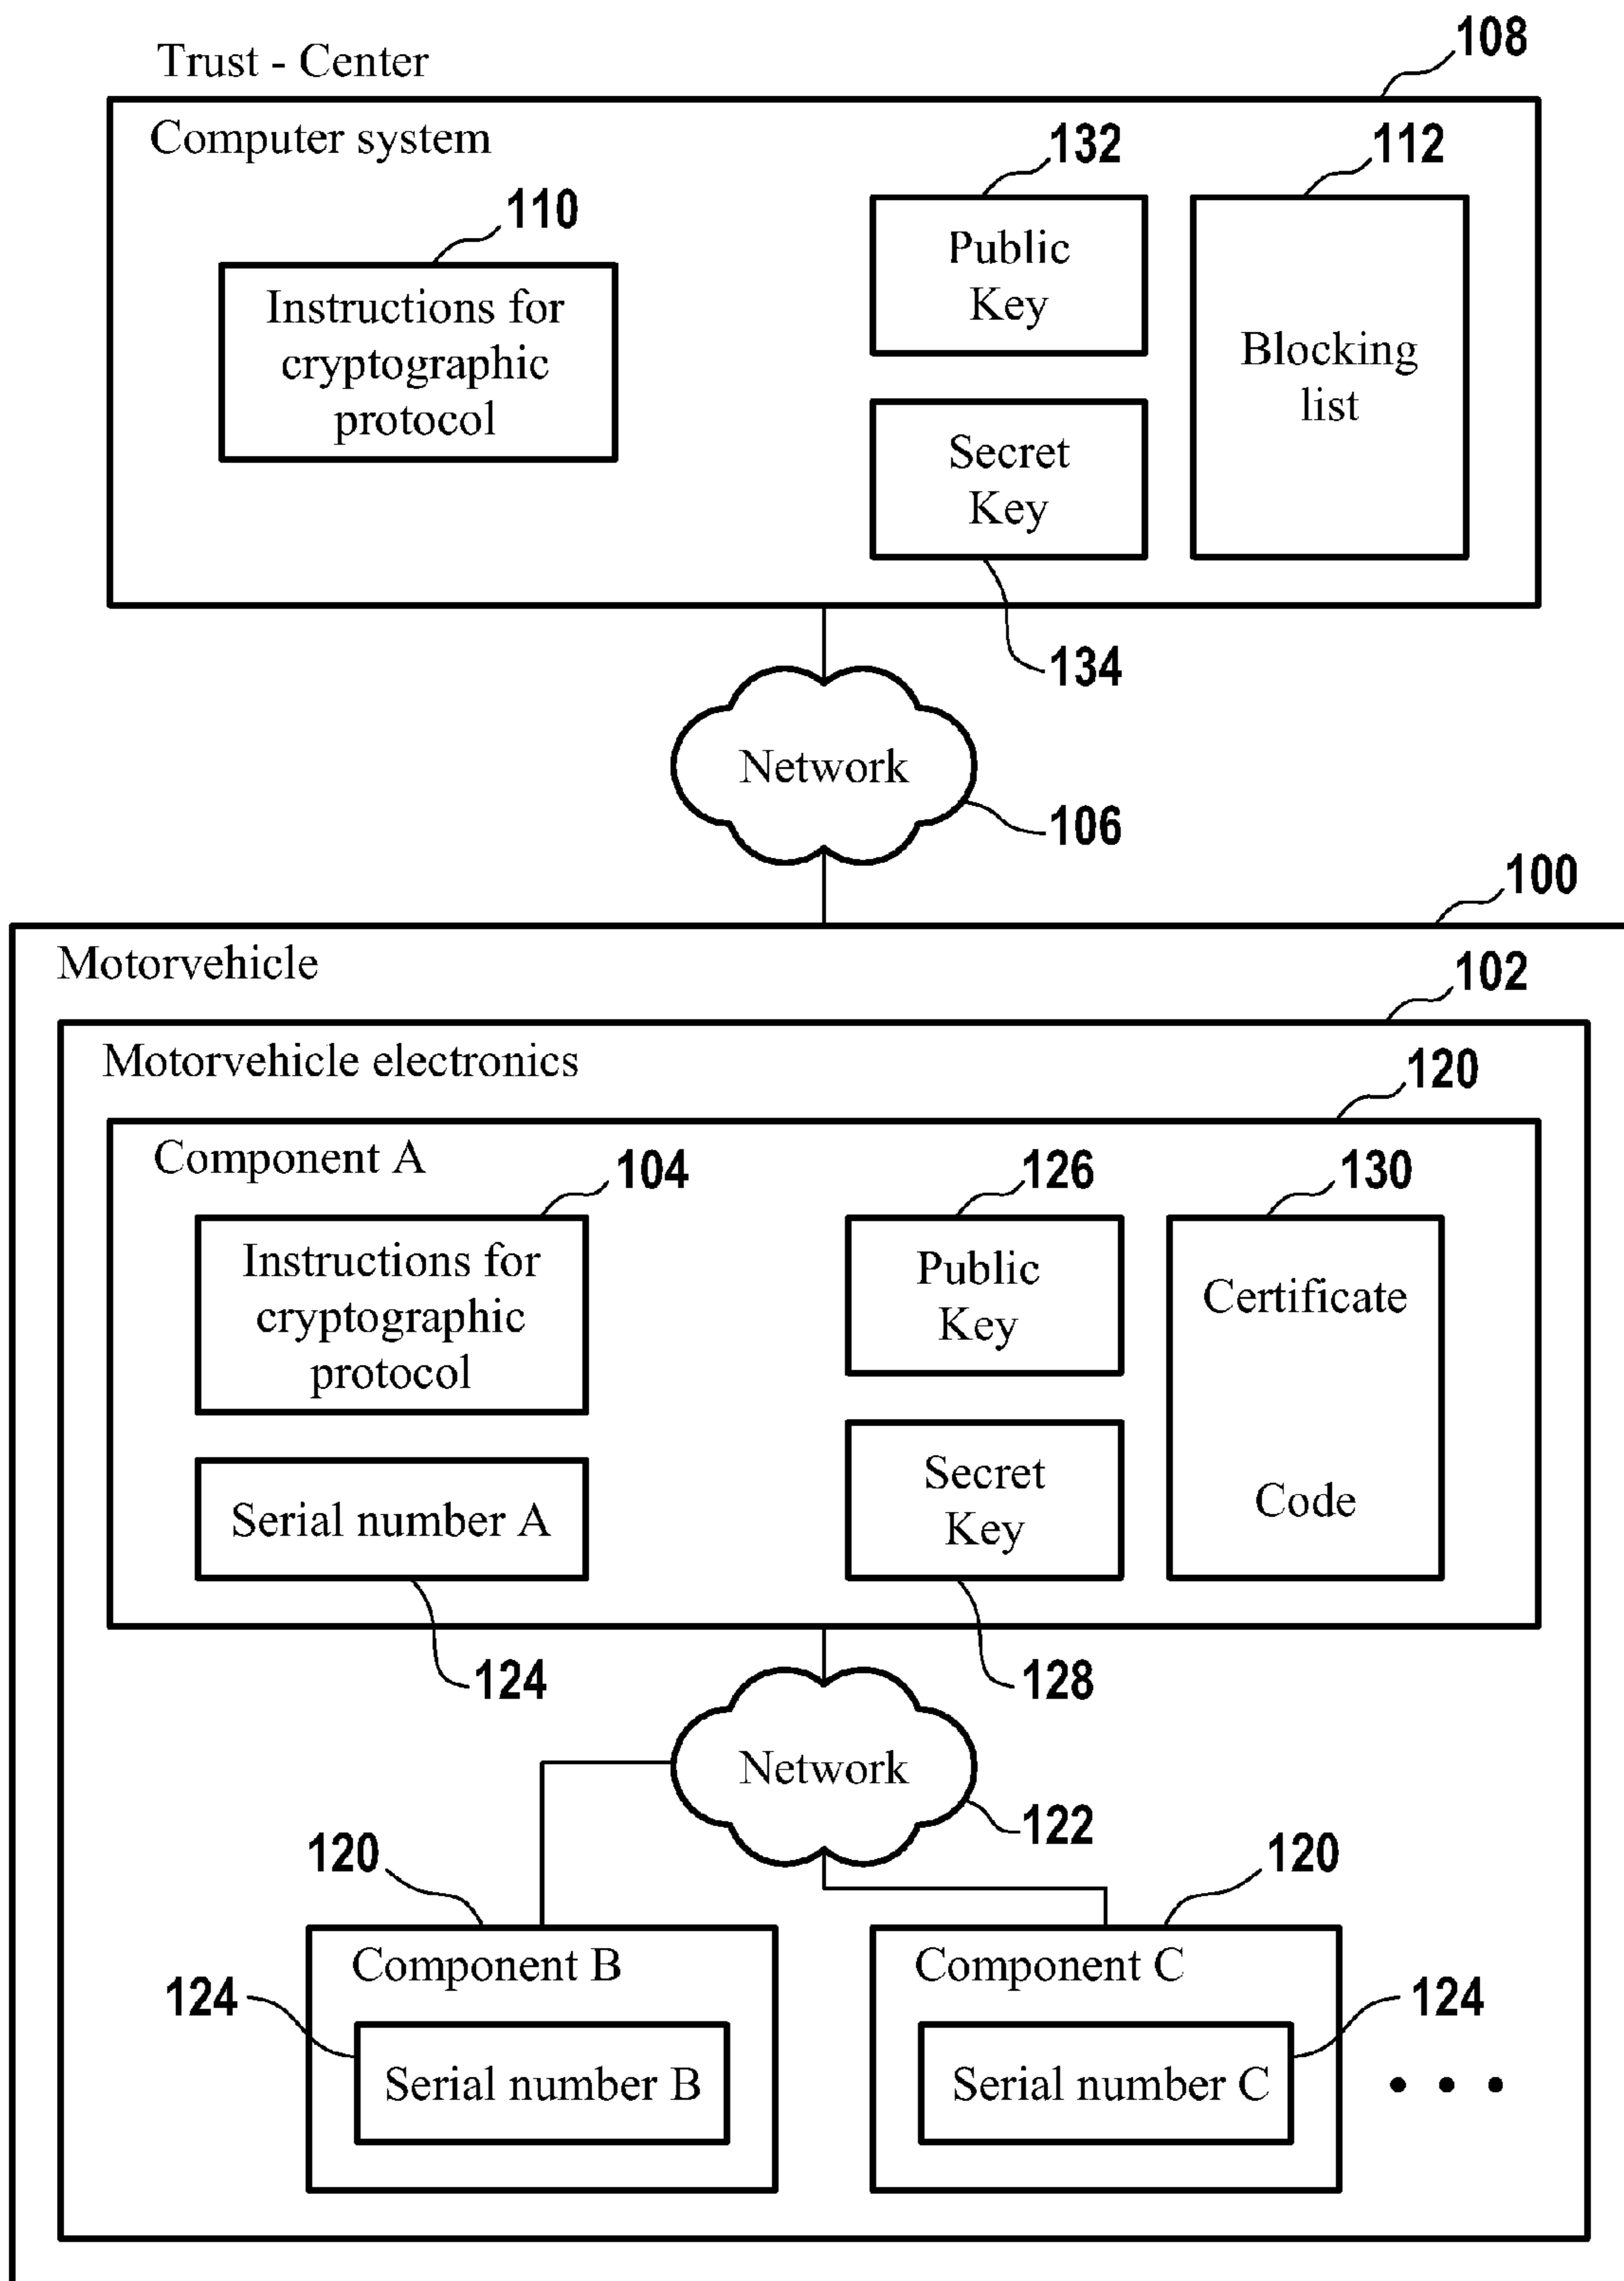 108
Trust - Center
Computer system
132
112
110
Public
Key
Instructions for
cryptographic
protocol
Blocking
list
Secret
Key
134
Network
106
100
Motorvehicle
102
Motorvehicle electronics
120
Component A
104
126
130
Instructions for
cryptographic
protocol
Public
Key
Certificate
Secret
Key
Code
Serial number A
124
128
Network
122
120
120
Component B
Component C
124
124
Serial number B
Serial number C